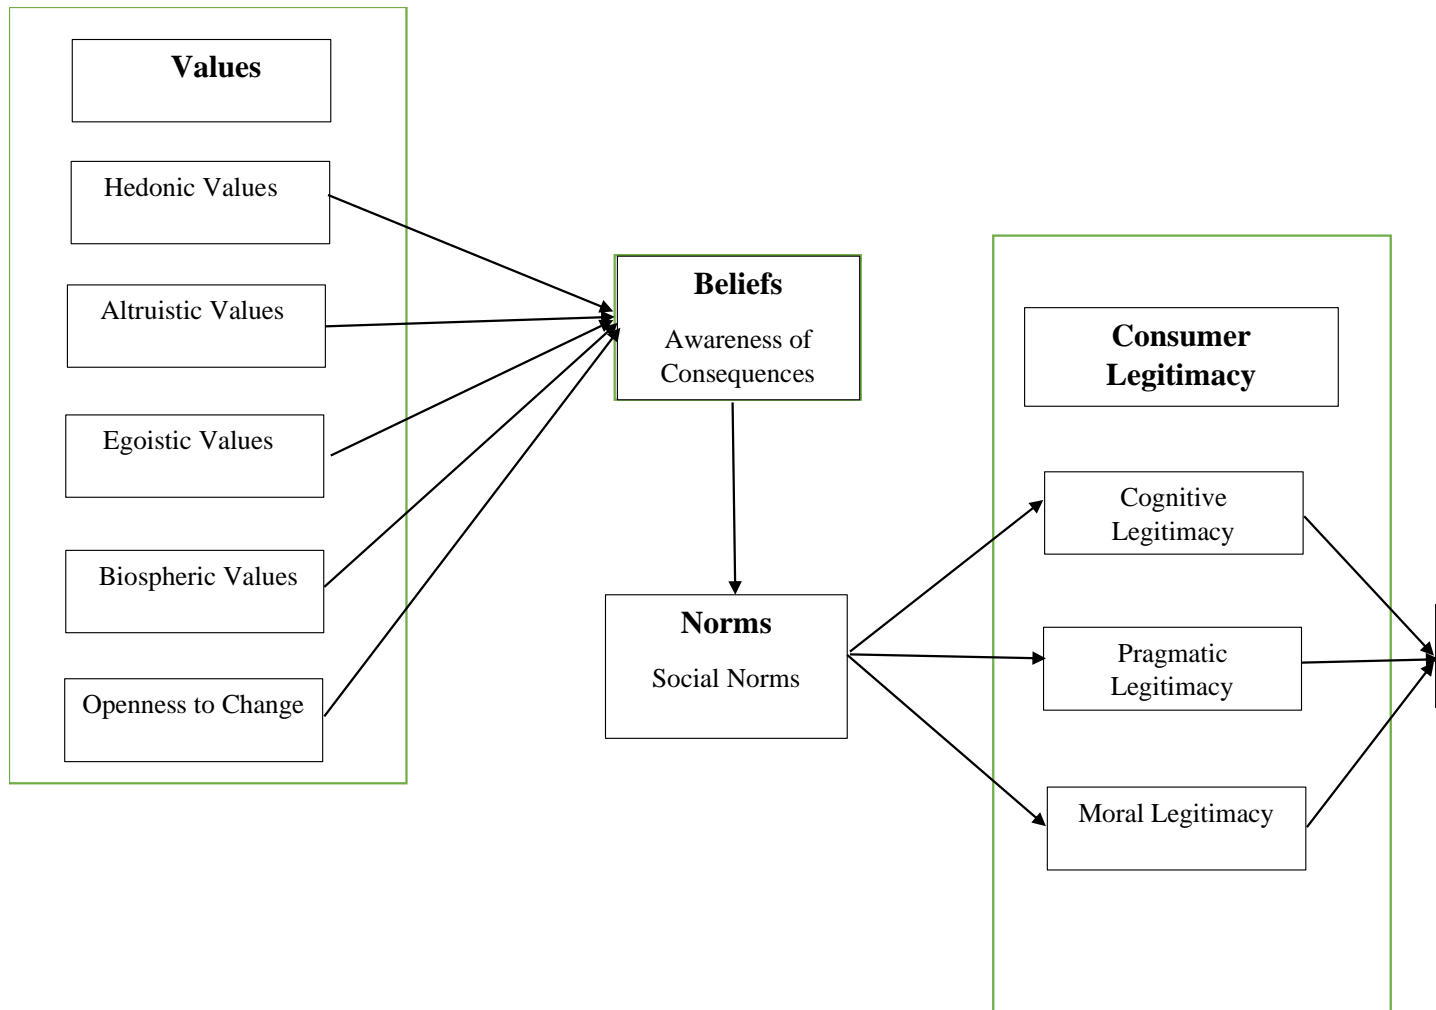 Values
Hedonic Values
Altruistic Values
Egoistic Values
Biospheric Values
Openness to Change
Beliefs
Awareness of
Consequences
Norms
Social Norms
Consumer
Legitimacy
Cognitive
Legitimacy
Pragmatic
Legitimacy
Moral Legitimacy